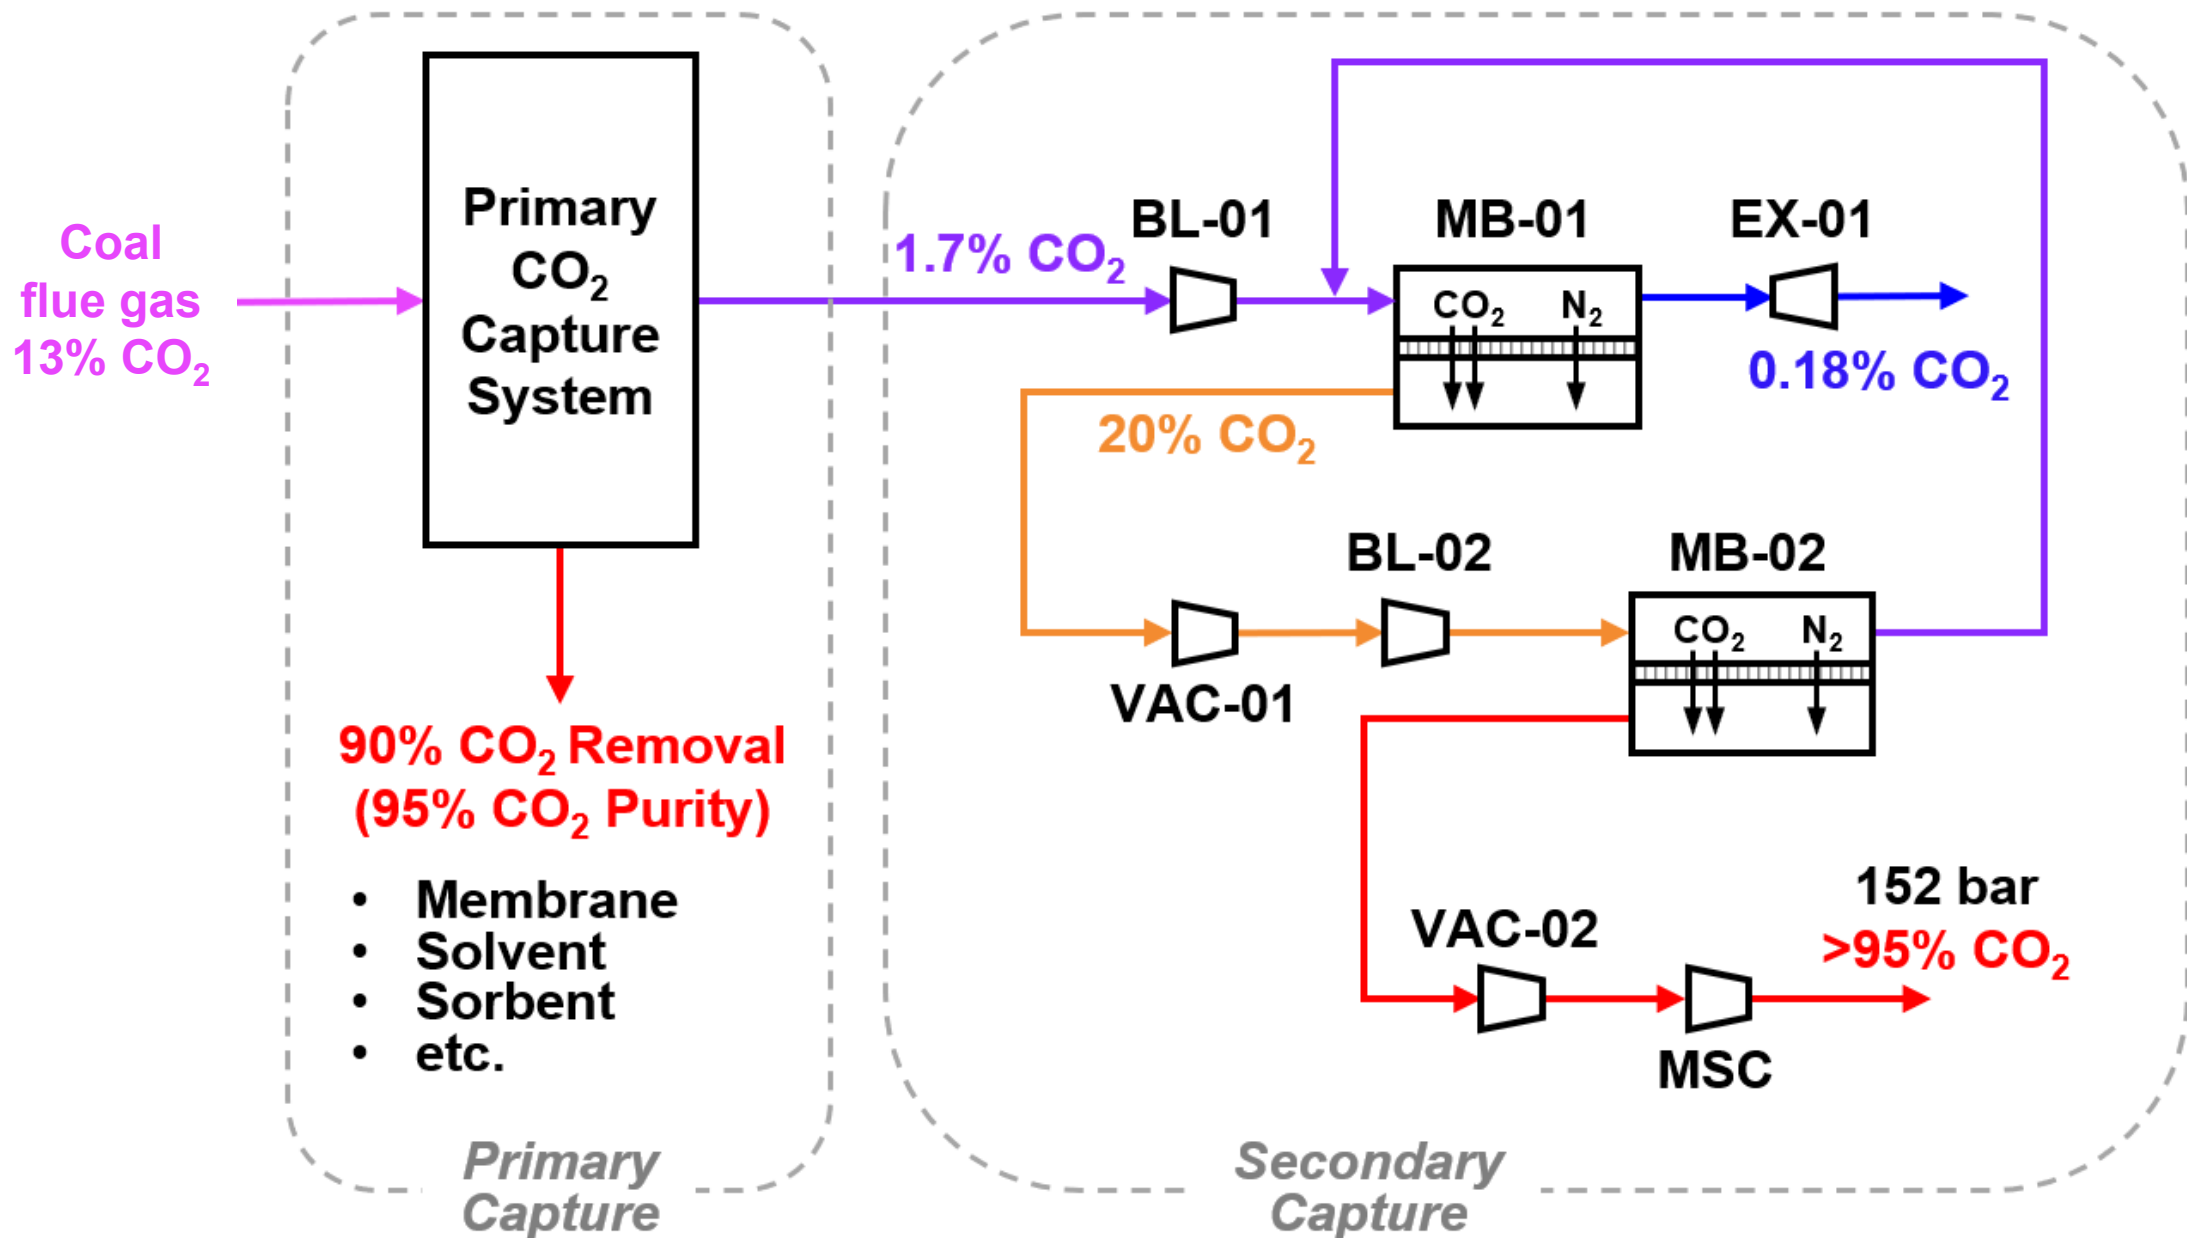 Coal
flue gas
13% CO₂
Primary
CO₂
Capture
System
90% CO₂ Removal
(95% CO₂ Purity)
• Membrane
• Solvent
• Sorbent
• etc.
Primary
Capture
1.7% CO₂
BL-01
MB-01
CO₂ N₂
EX-01
0.18% CO₂
20% CO₂
VAC-01
BL-02
MB-02
CO₂ N₂
VAC-02
MSC
152 bar
>95% CO₂
Secondary
Capture